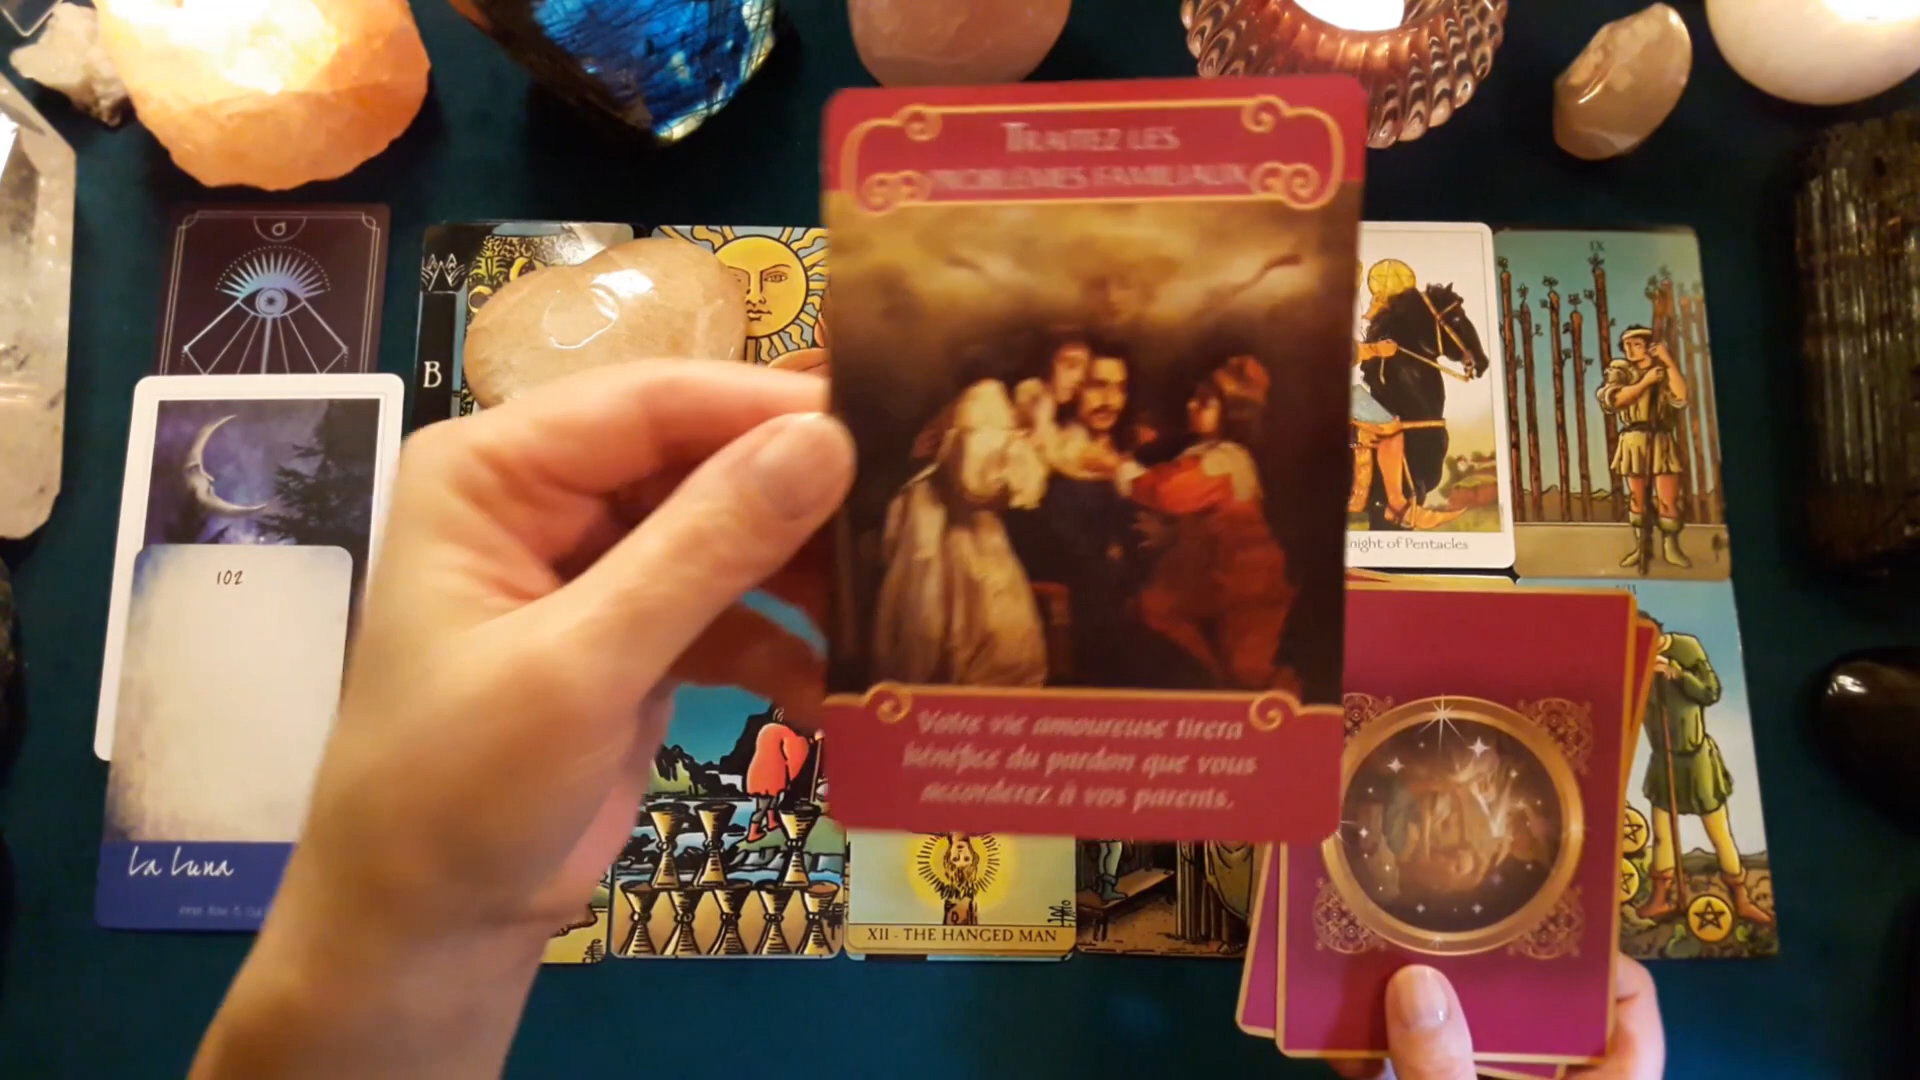 TRAITEZ LES
PROBLÈMES FAMILIAUX
Votre vie amoureuse tirera
bénéfice du pardon que vous
accorderez à vos parents.
B
IX
night of Pentacles
102
La Luna
XII - THE HANGED MAN